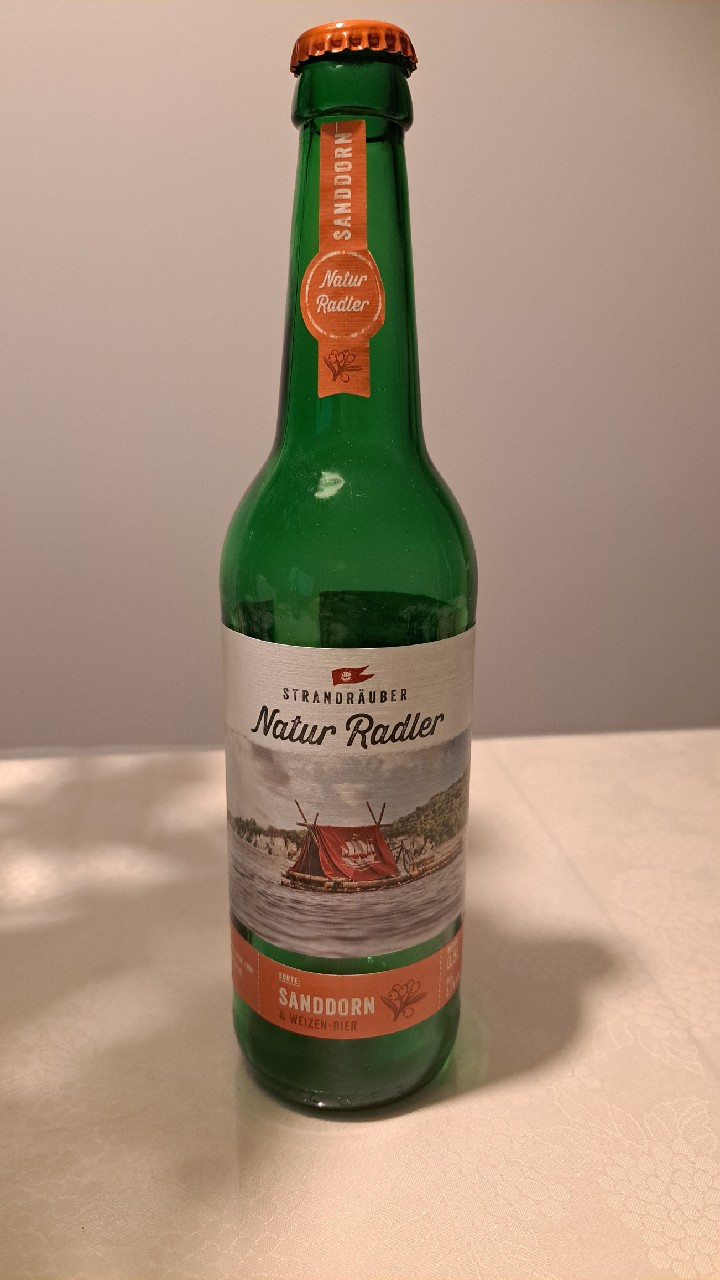 SANDDORN
Natur
Radler
STRANDRÄUBER
Natur Radler
SORTE:
SANDDORN
& WEIZEN-BIER